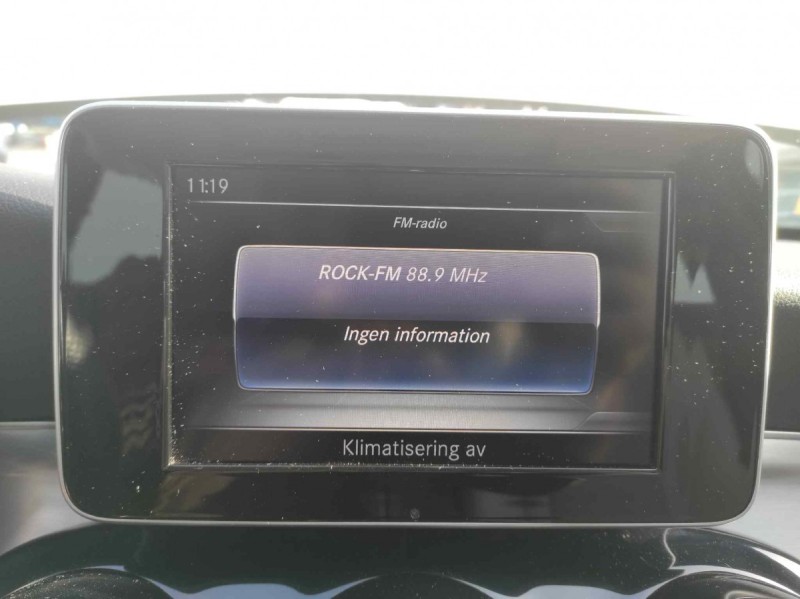 11:19
FM-radio
ROCK-FM 88.9 MHz
Ingen information
Klimatisering av